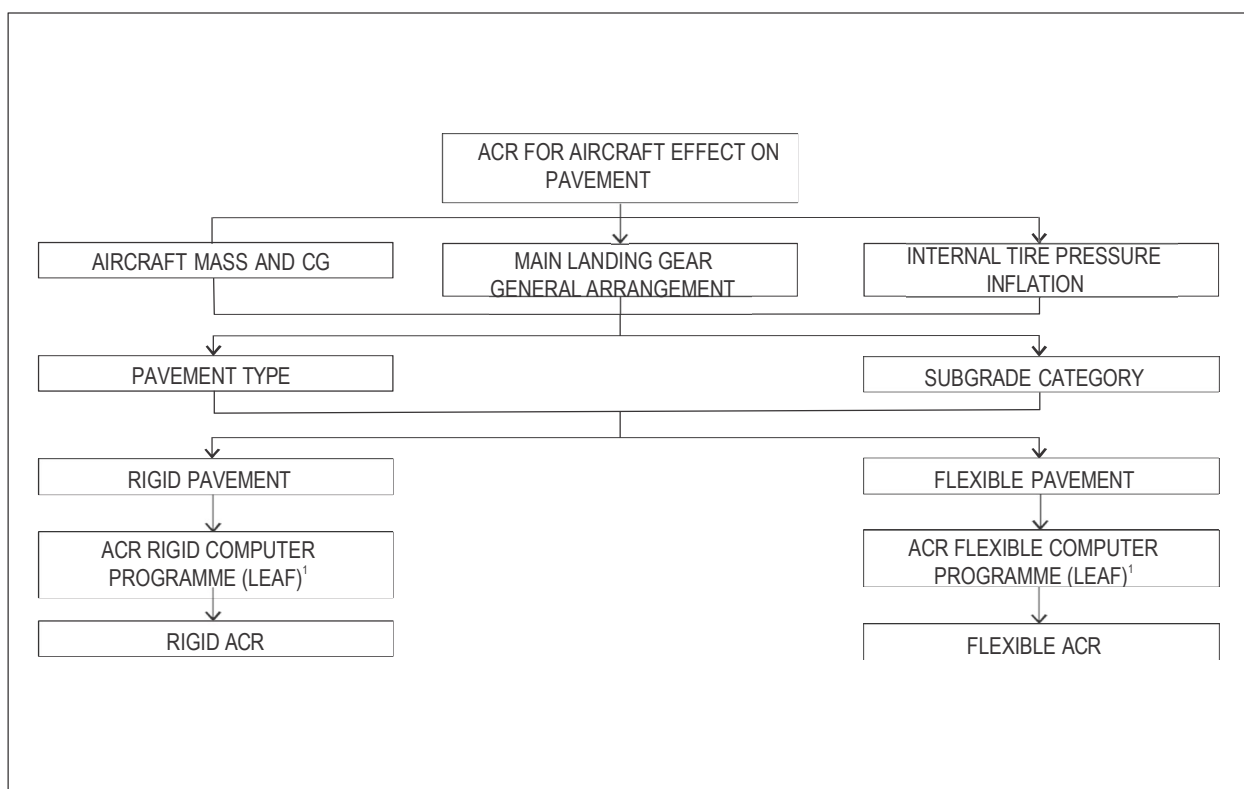 ACR FOR AIRCRAFT EFFECT ON
PAVEMENT
AIRCRAFT MASS AND CG
MAIN LANDING GEAR
GENERAL ARRANGEMENT
INTERNAL TIRE PRESSURE
INFLATION
PAVEMENT TYPE
SUBGRADE CATEGORY
RIGID PAVEMENT
FLEXIBLE PAVEMENT
ACR RIGID COMPUTER
PROGRAMME (LEAF)¹
ACR FLEXIBLE COMPUTER
PROGRAMME (LEAF)¹
RIGID ACR
FLEXIBLE ACR